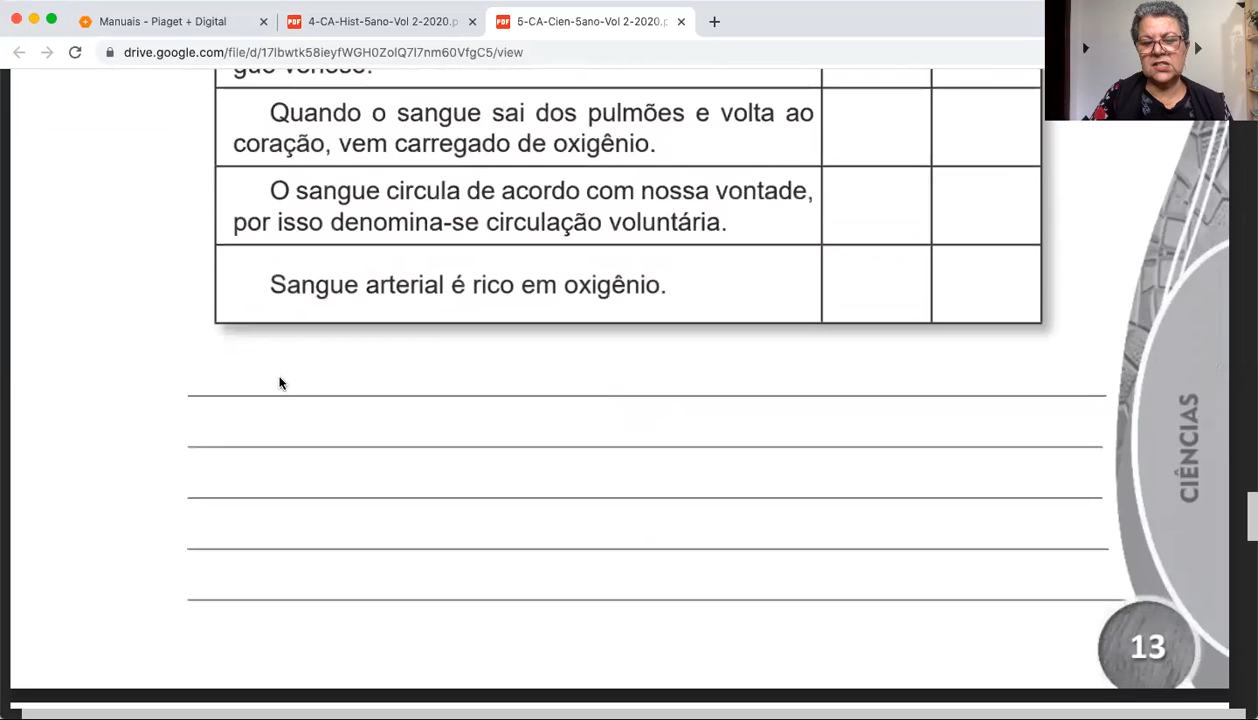 Manuais - Piaget + Digital
4-CA-Hist-5ano-Vol 2-2020.p
5-CA-Cien-5ano-Vol 2-2020.p
drive.google.com/file/d/17lbwtk58ieyfWGH0ZolQ7l7nm60VfgC5/view
Quando o sangue sai dos pulmões e volta ao
coração, vem carregado de oxigênio.
O sangue circula de acordo com nossa vontade,
por isso denomina-se circulação voluntária.
Sangue arterial é rico em oxigênio.
CIÊNCIAS
13